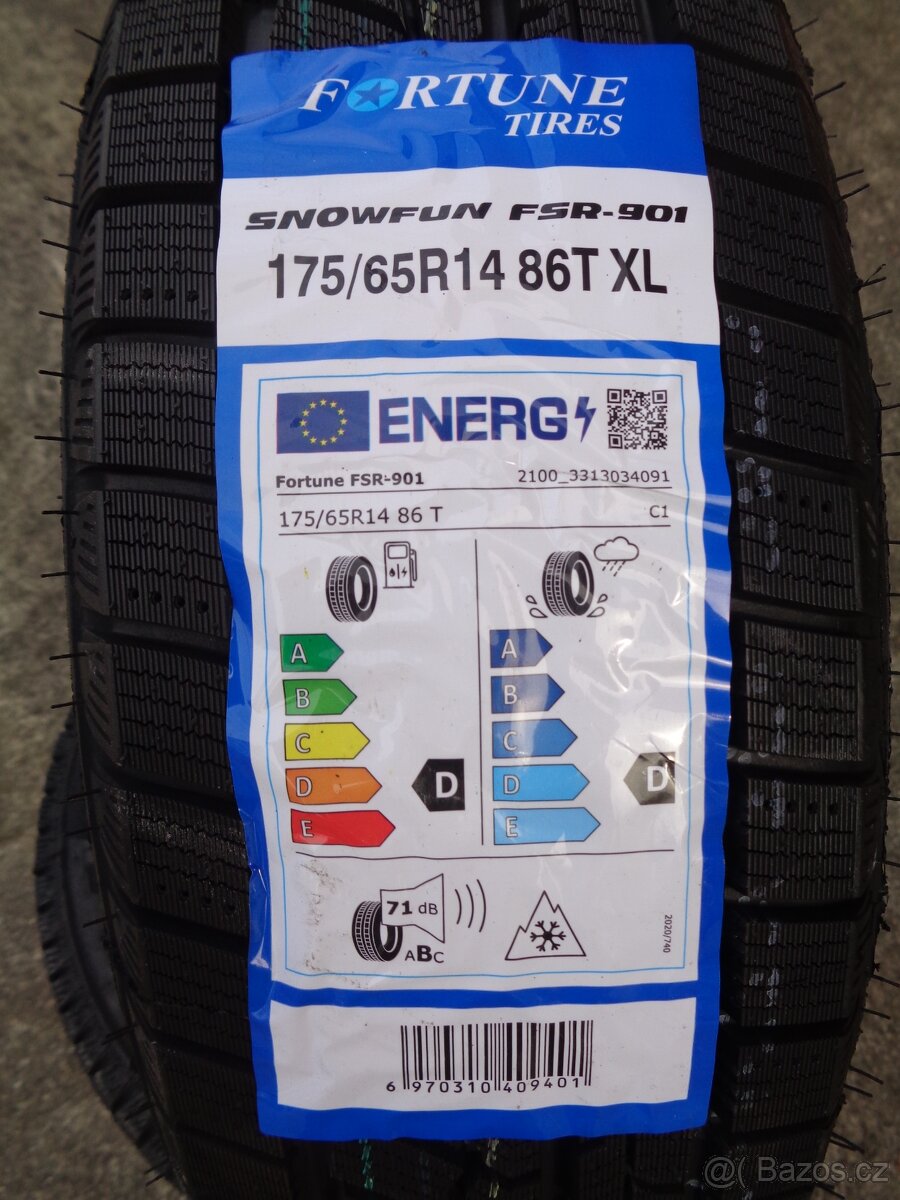 FORTUNE
TIRES
SNOWFUN FSR-901
175/65R14 86T XL
ENERG
Fortune FSR-901 2100_3313034091
175/65R14 86 T C1
A A
B B
C C
D D D D
E E
71 dB
ABC
2020/740
6 970310 409401
@( Bazos.cz